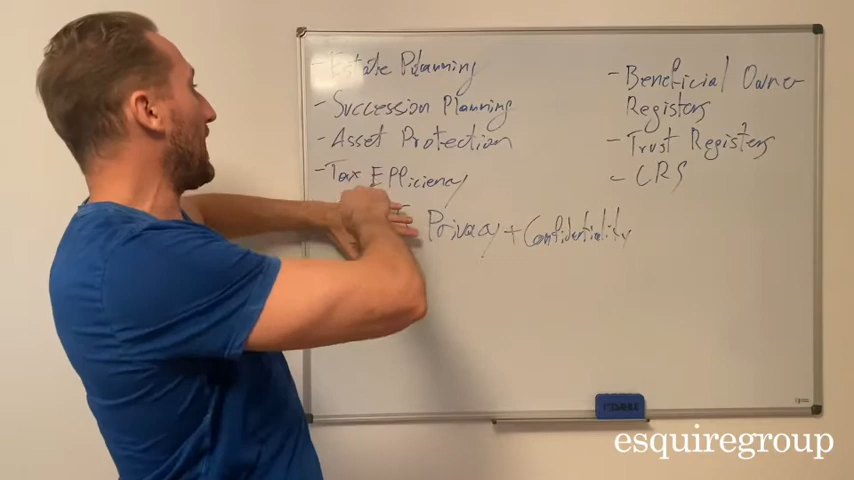 - Estate Planning
- Succession Planning
- Asset Protection
- Tax Efficiency
Privacy + Confidentiality
- Beneficial Owner
Registers
- Trust Registers
- CRS
esquiregroup